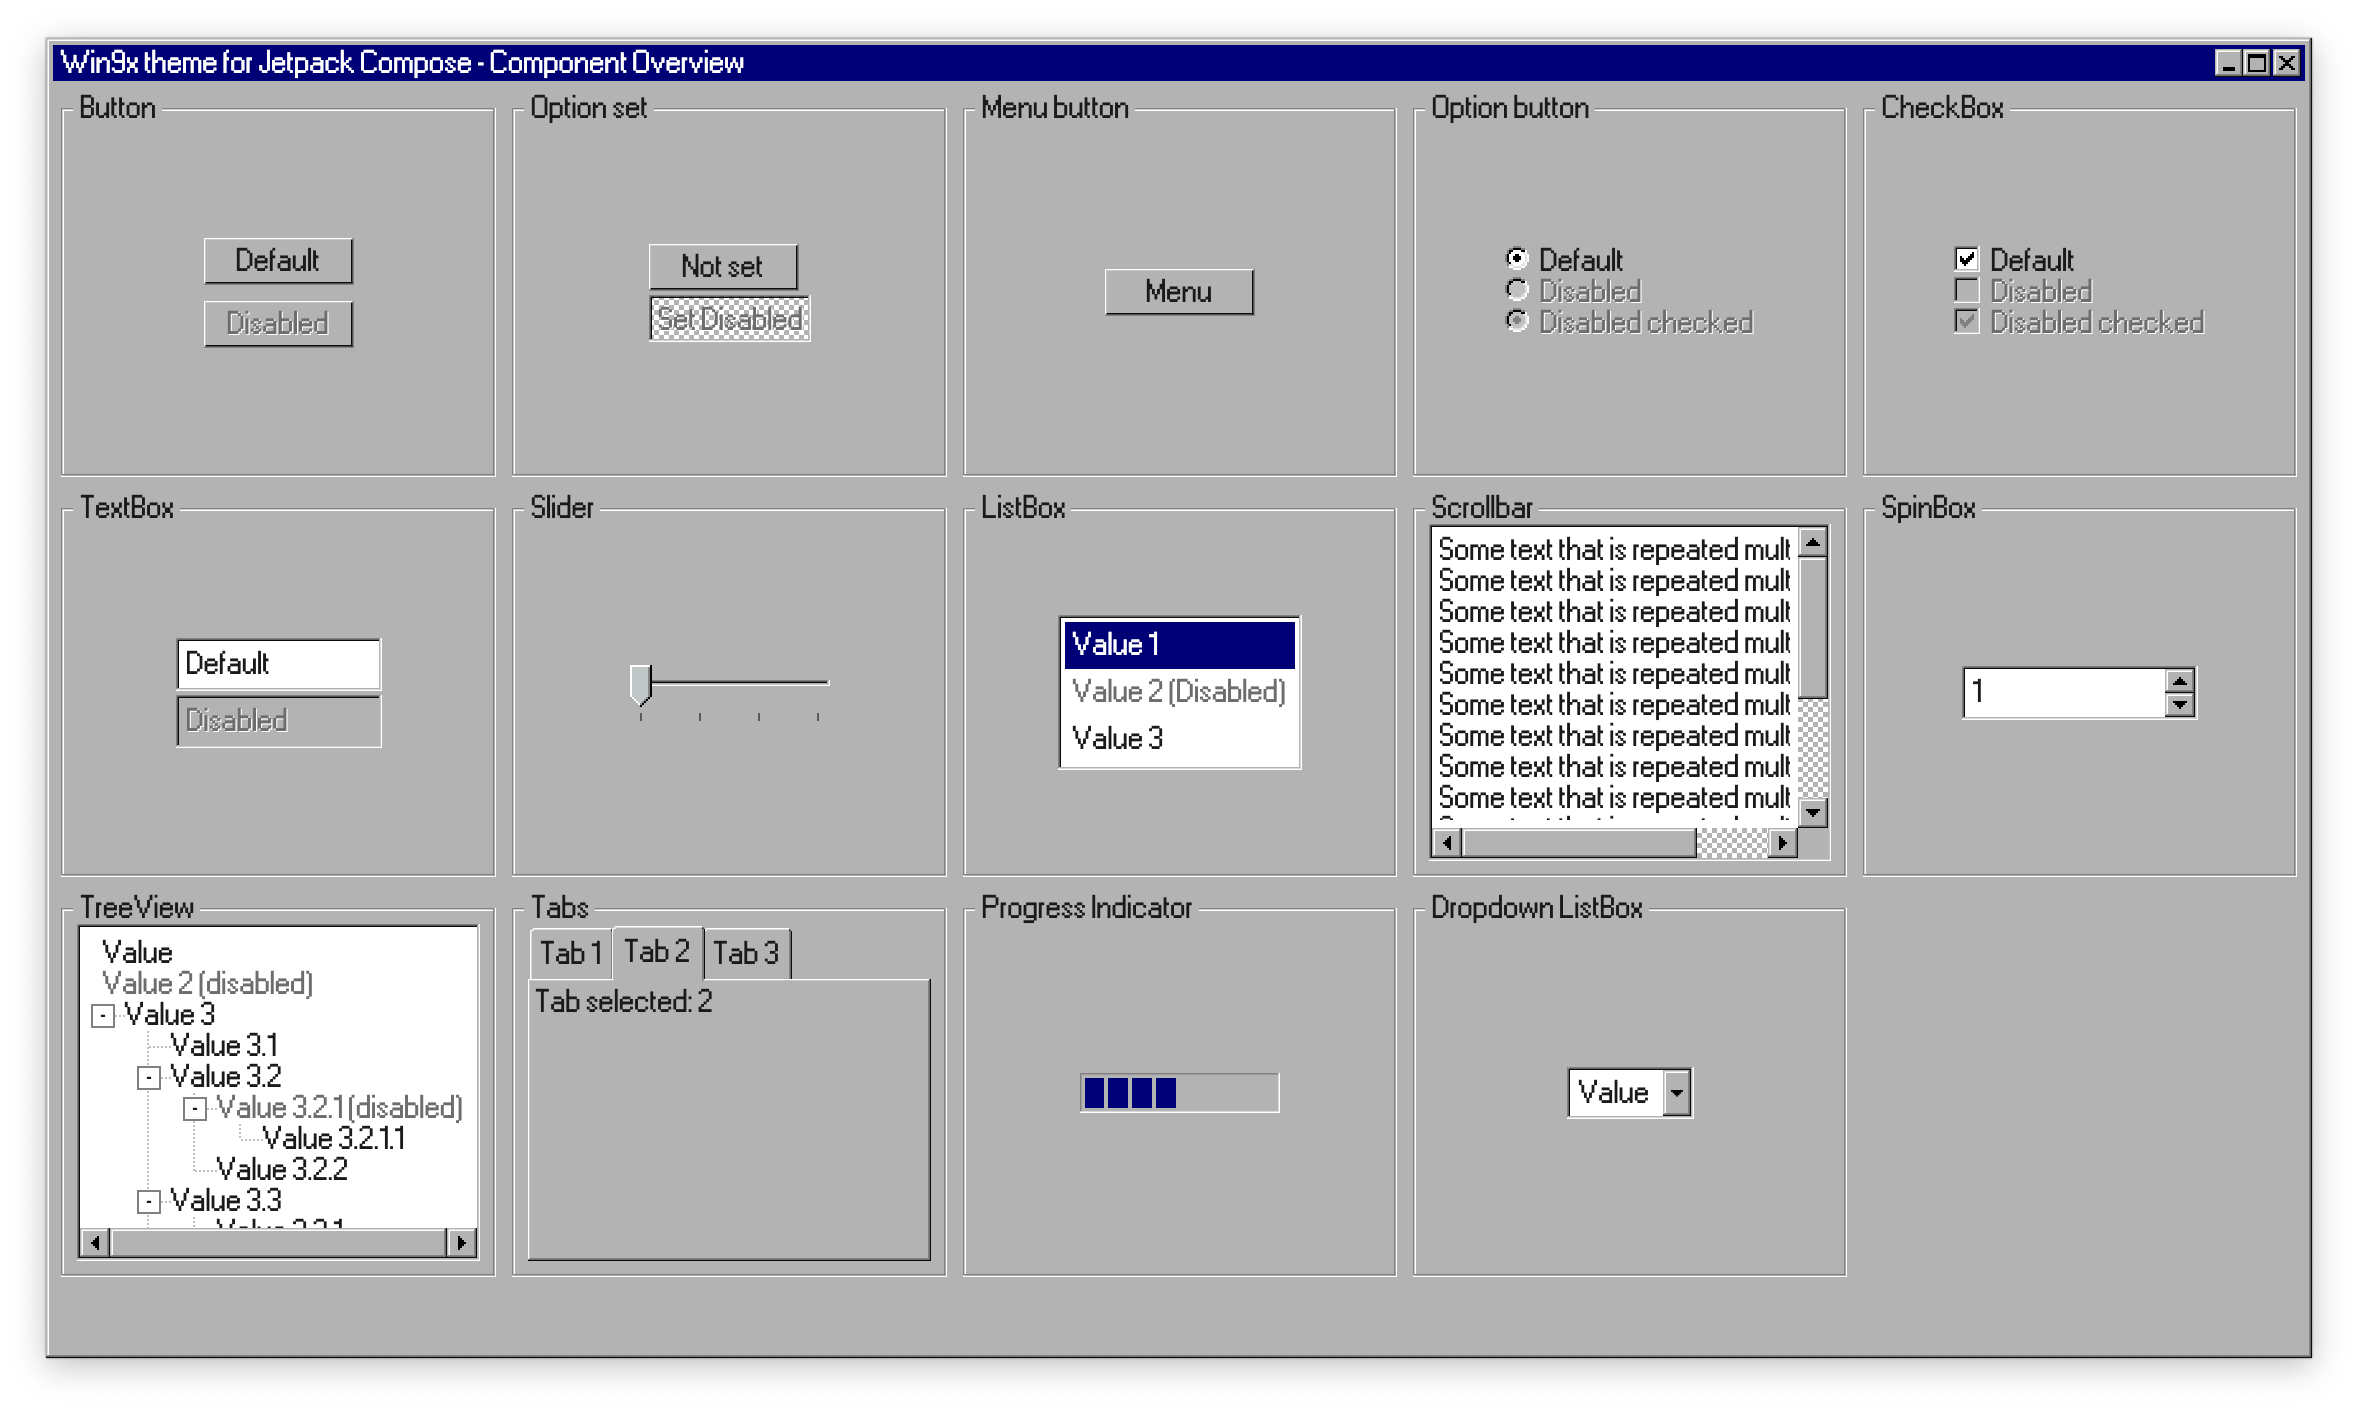 Win9x theme for Jetpack Compose - Component Overview
Button
Default
Disabled
Option set
Not set
Set Disabled
Menu button
Menu
Option button
Default
Disabled
Disabled checked
CheckBox
Default
Disabled
Disabled checked
TextBox
Default
Disabled
Slider
ListBox
Value 1
Value 2 (Disabled)
Value 3
Scrollbar
Some text that is repeated mult
Some text that is repeated mult
Some text that is repeated mult
Some text that is repeated mult
Some text that is repeated mult
Some text that is repeated mult
Some text that is repeated mult
Some text that is repeated mult
Some text that is repeated mult
SpinBox
1
TreeView
Value
Value 2 (disabled)
Value 3
Value 3.1
Value 3.2
Value 3.2.1 (disabled)
Value 3.2.1.1
Value 3.2.2
Value 3.3
Value 3.3.1
Tabs
Tab 1
Tab 2
Tab 3
Tab selected: 2
Progress Indicator
Dropdown ListBox
Value